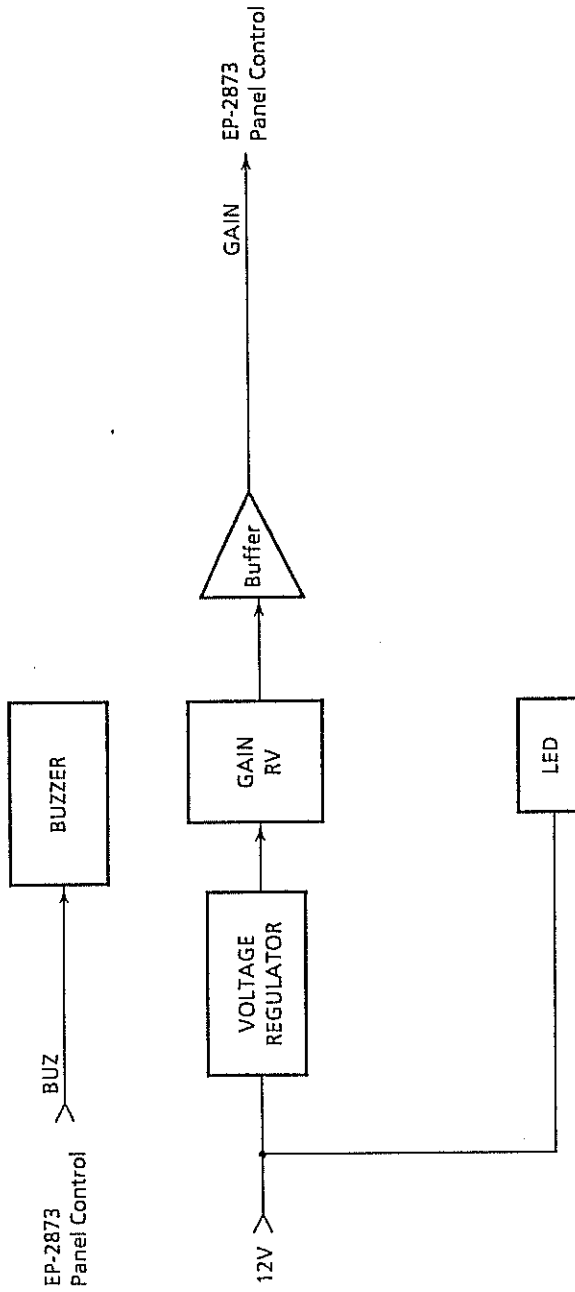 EP-2873
Panel Control
BUZ
BUZZER
12V
VOLTAGE
REGULATOR
GAIN
RV
Buffer
GAIN
EP-2873
Panel Control
LED